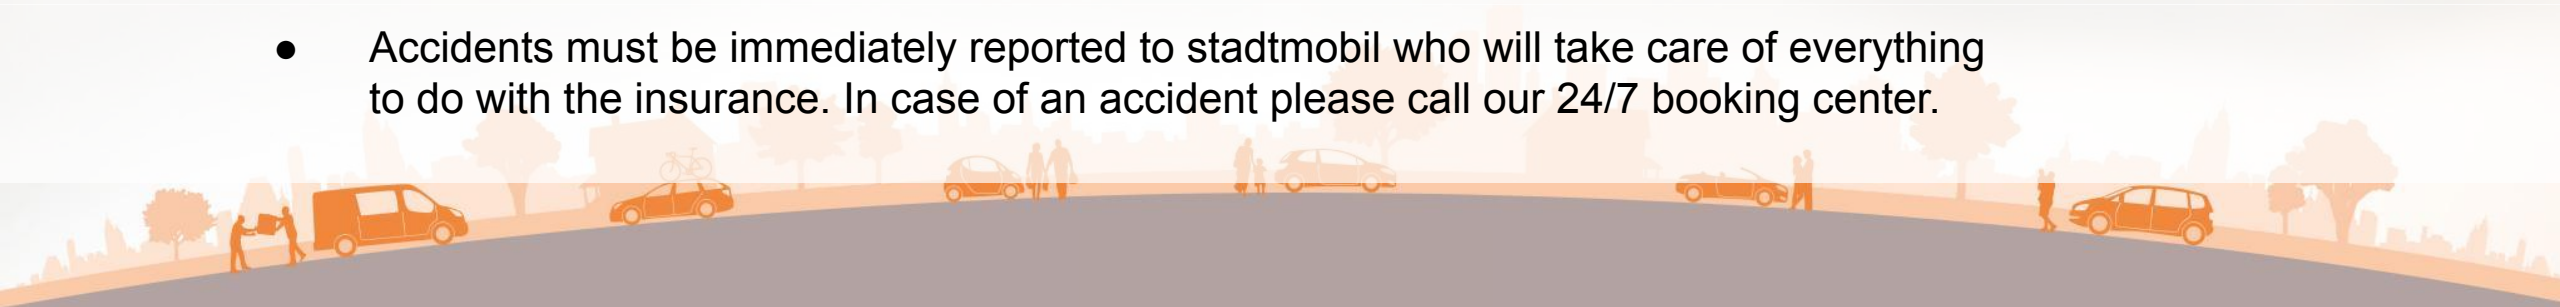 ● Accidents must be immediately reported to stadtmobil who will take care of everything
to do with the insurance. In case of an accident please call our 24/7 booking center.